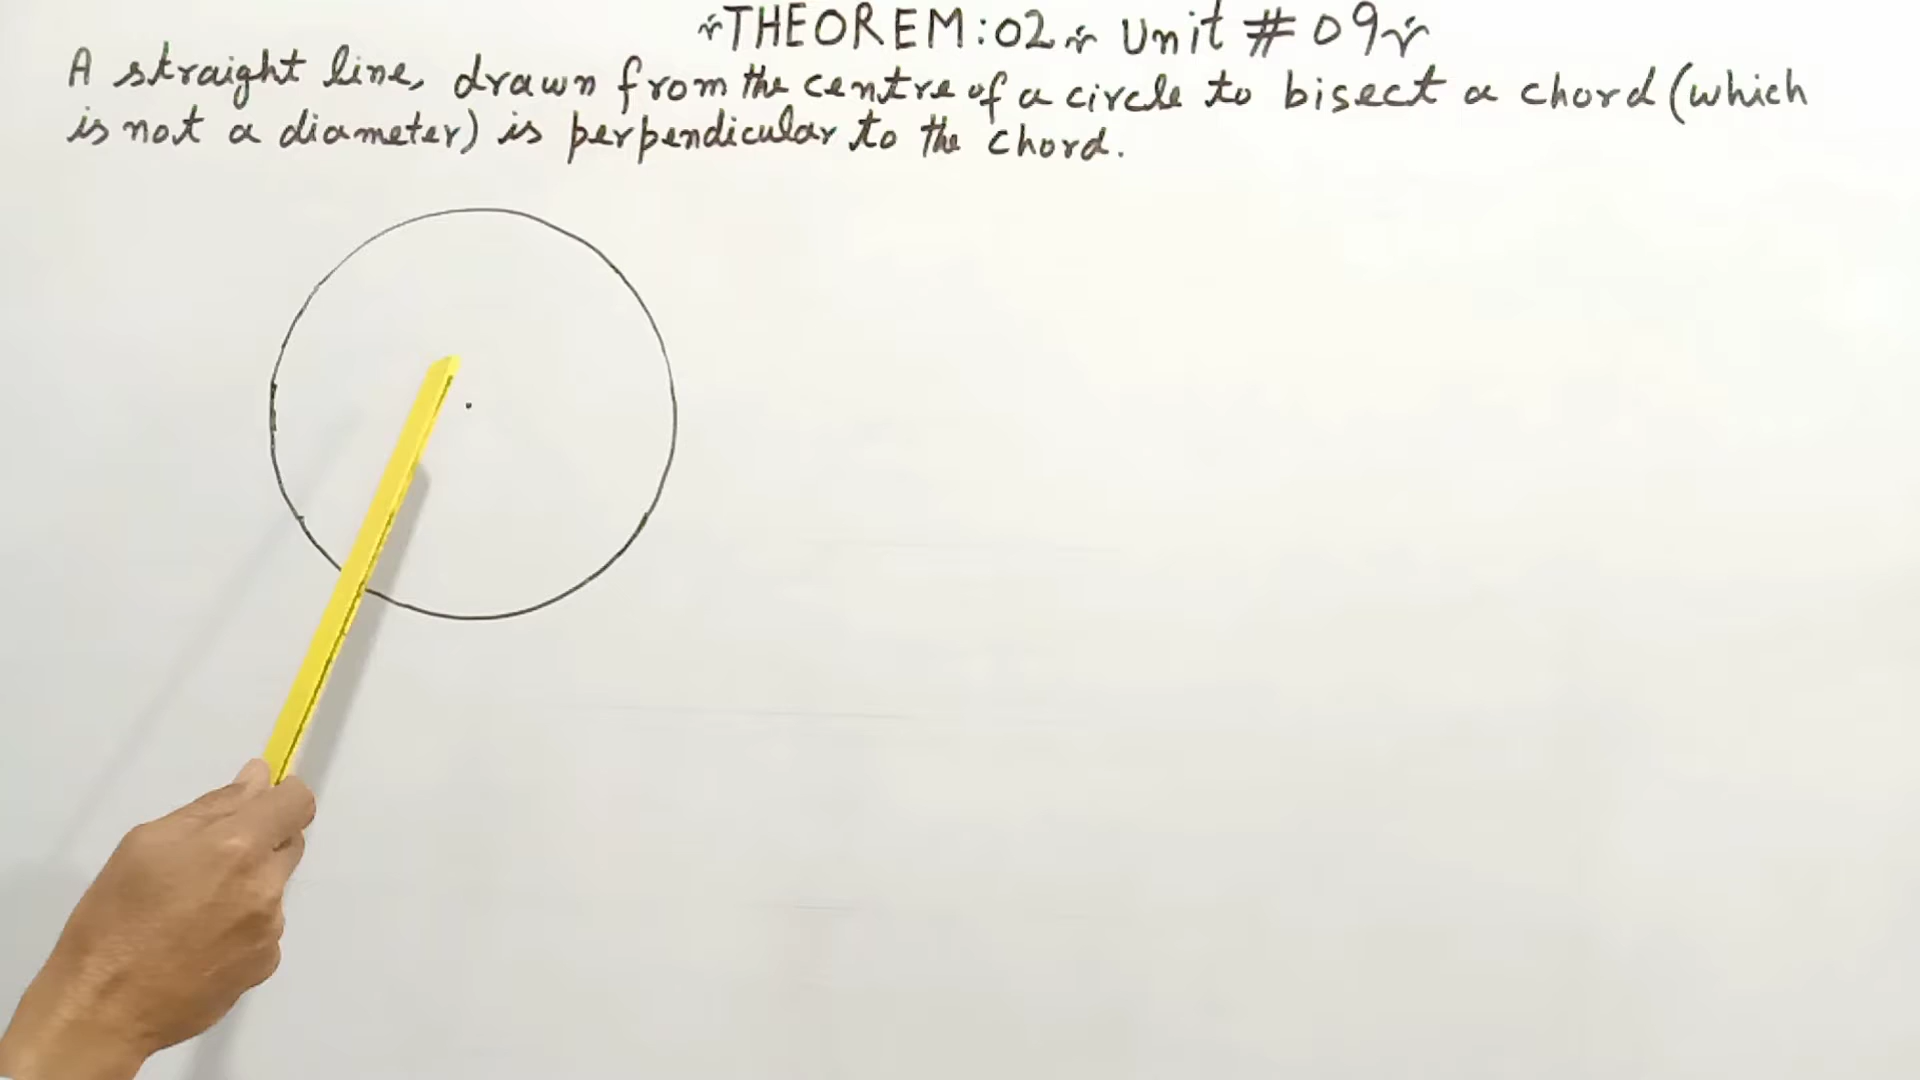 THEOREM:02 Unit # 09
A straight line, drawn from the centre of a circle to bisect a chord (which
is not a diameter) is perpendicular to the chord.